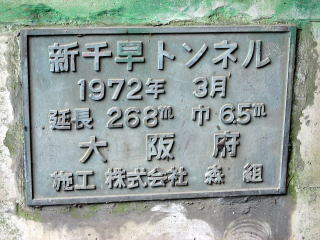 新千早トンネル
1972年 3月
延長 268m 巾 6.5m
大阪府
施工 株式会社 森組